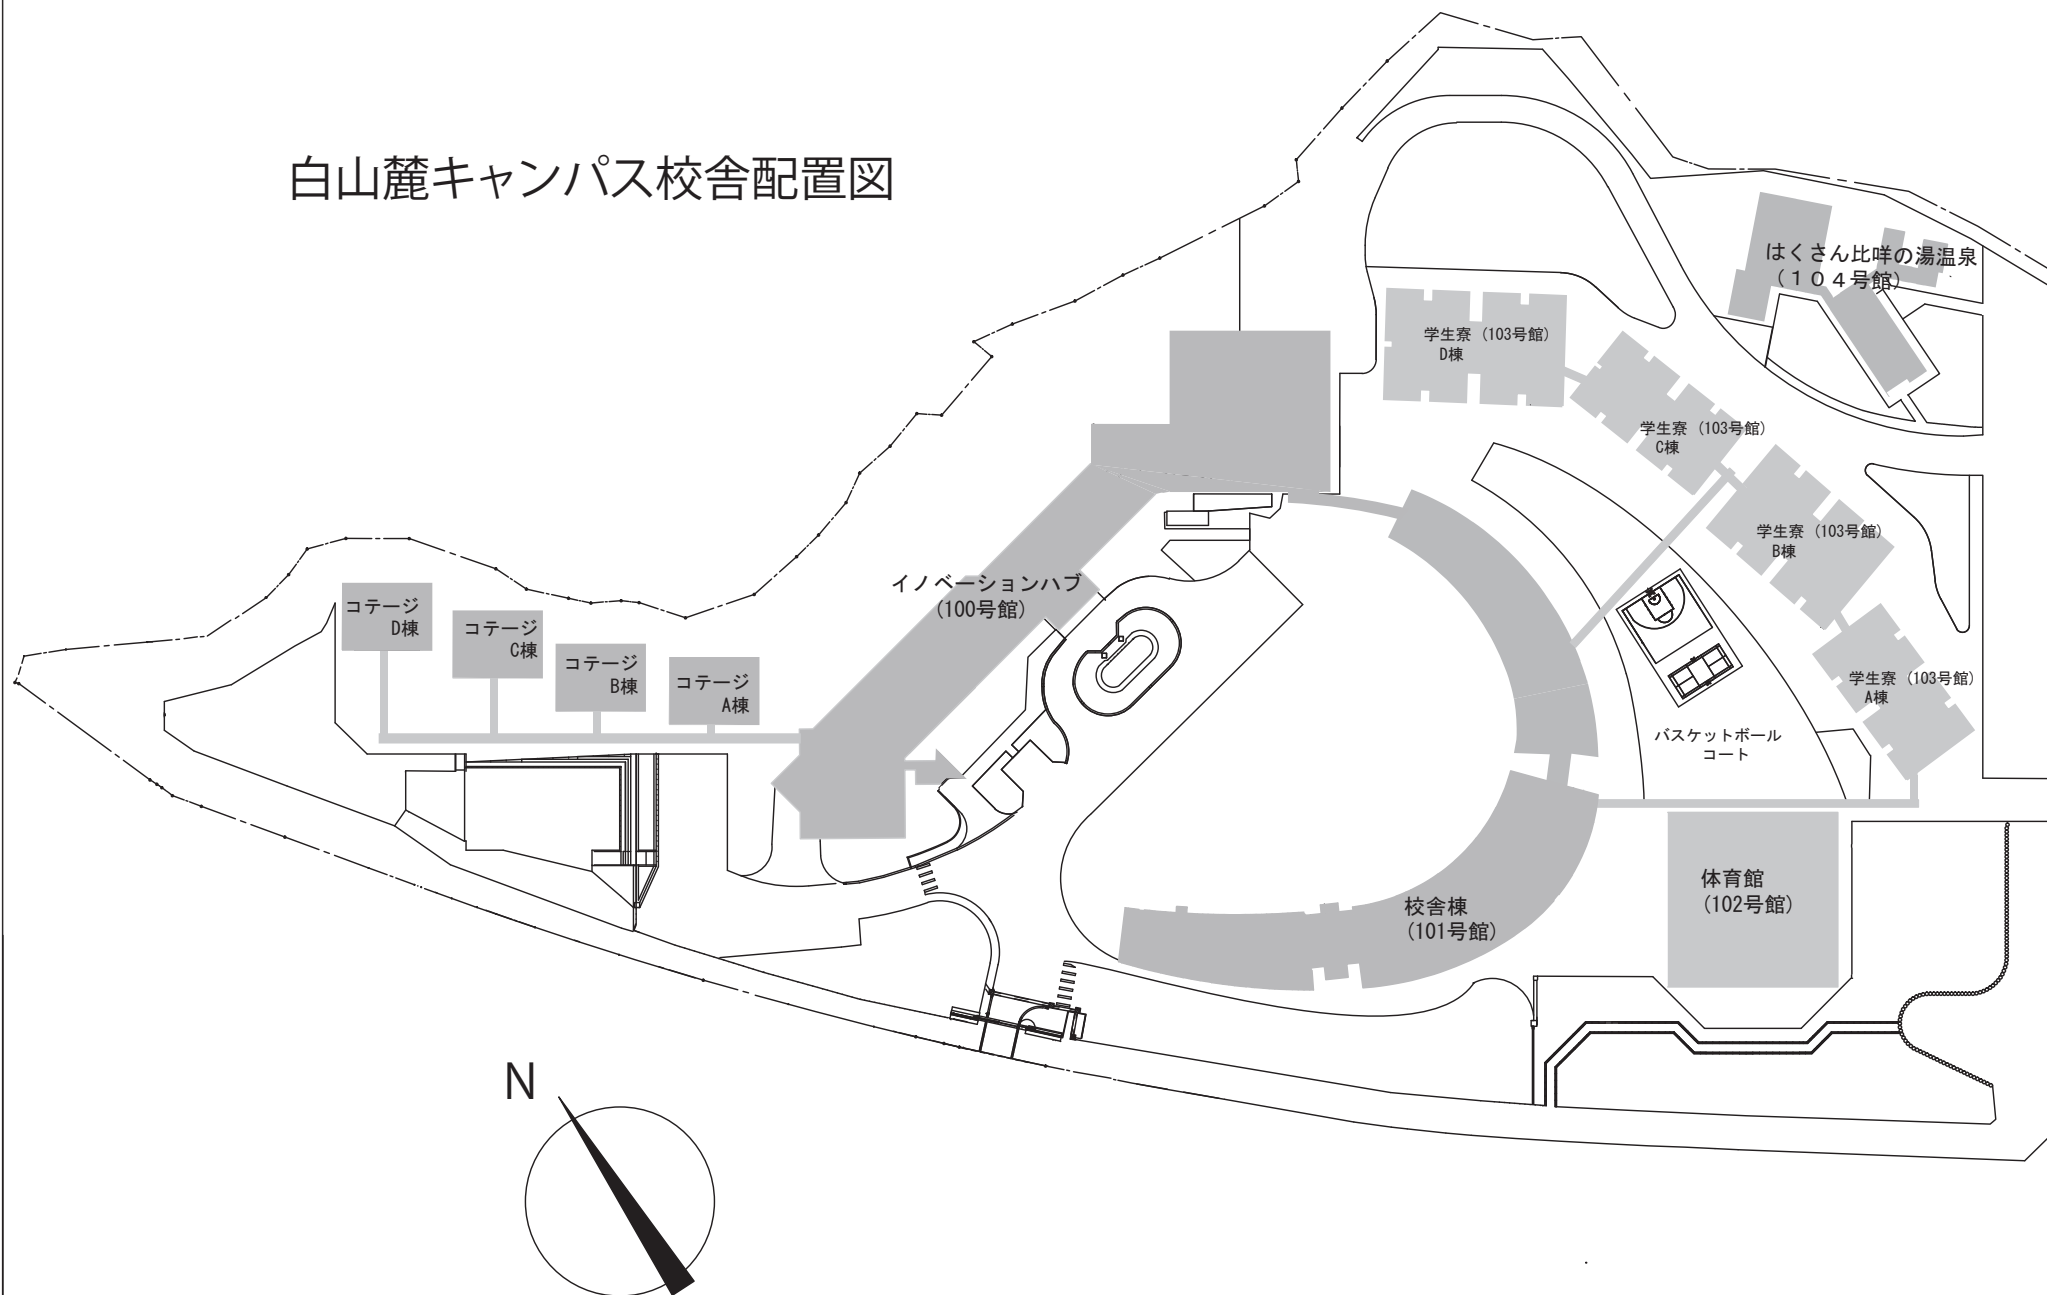 白山麓キャンパス校舎配置図
はくさん比咩の湯温泉
（１０４号館）
学生寮（103号館）
D棟
学生寮（103号館）
C棟
学生寮（103号館）
B棟
学生寮（103号館）
A棟
イノベーションハブ
(100号館)
コテージ
D棟
コテージ
C棟
コテージ
B棟
コテージ
A棟
バスケットボール
コート
校舎棟
(101号館)
体育館
(102号館)
N